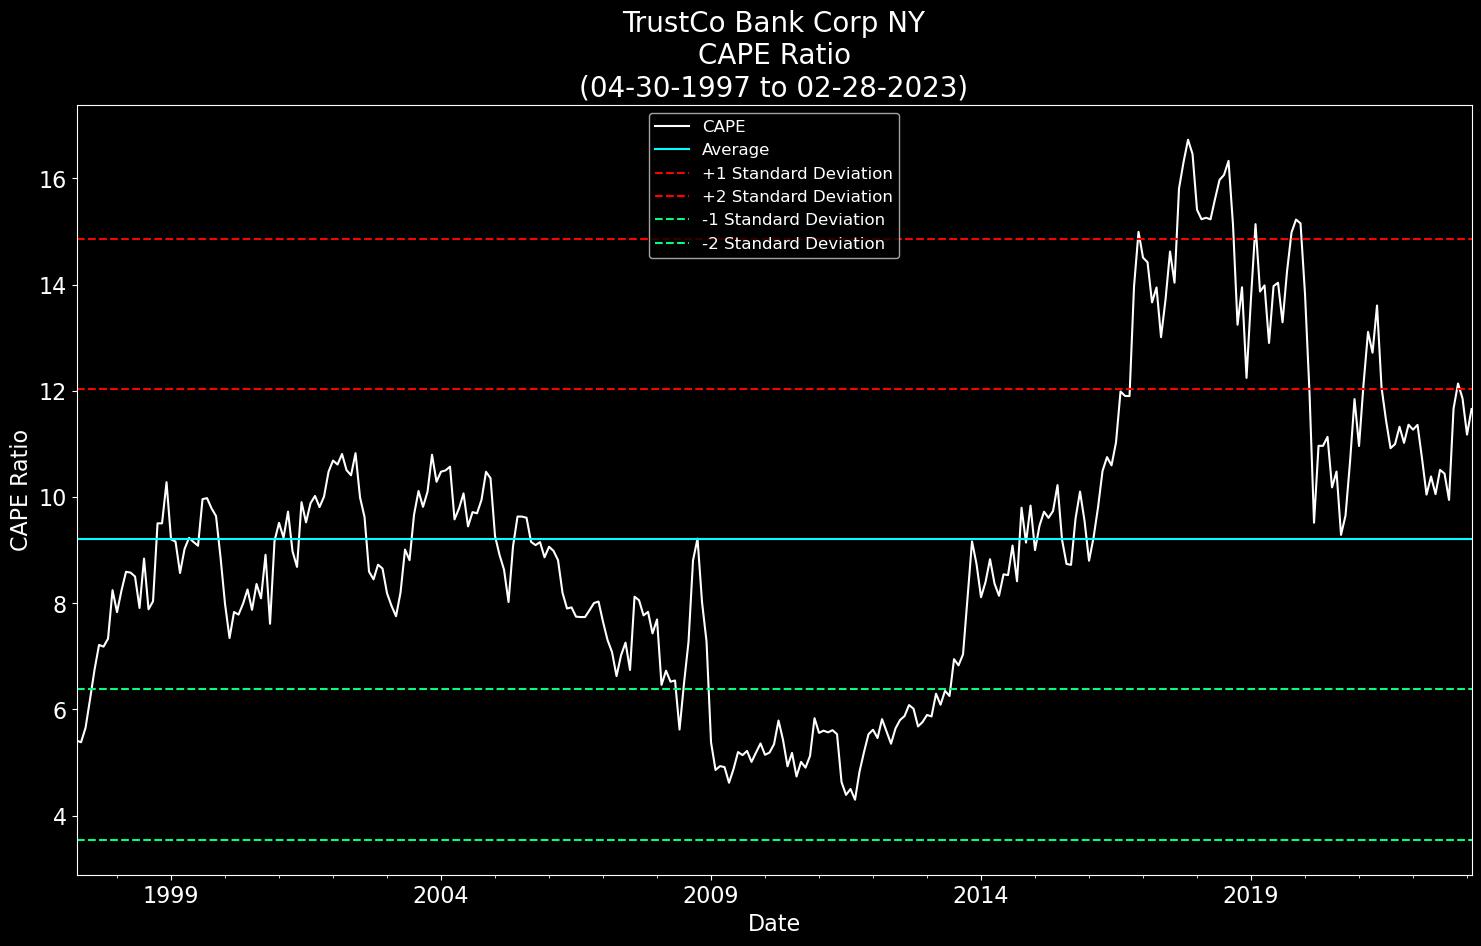 TrustCo Bank Corp NY
CAPE Ratio
(04-30-1997 to 02-28-2023)
CAPE
Average
+1 Standard Deviation
+2 Standard Deviation
-1 Standard Deviation
-2 Standard Deviation
CAPE Ratio
16
14
12
10
8
6
4
1999
2004
2009
2014
2019
Date